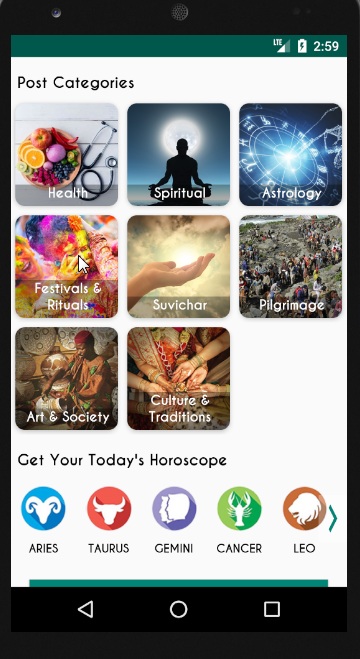 LTE 2:59
Post Categories
Health
Spiritual
Astrology
Festivals &
Rituals
Suvichar
Pilgrimage
Art & Society
Culture &
Traditions
Get Your Today's Horoscope
ARIES
TAURUS
GEMINI
CANCER
LEO